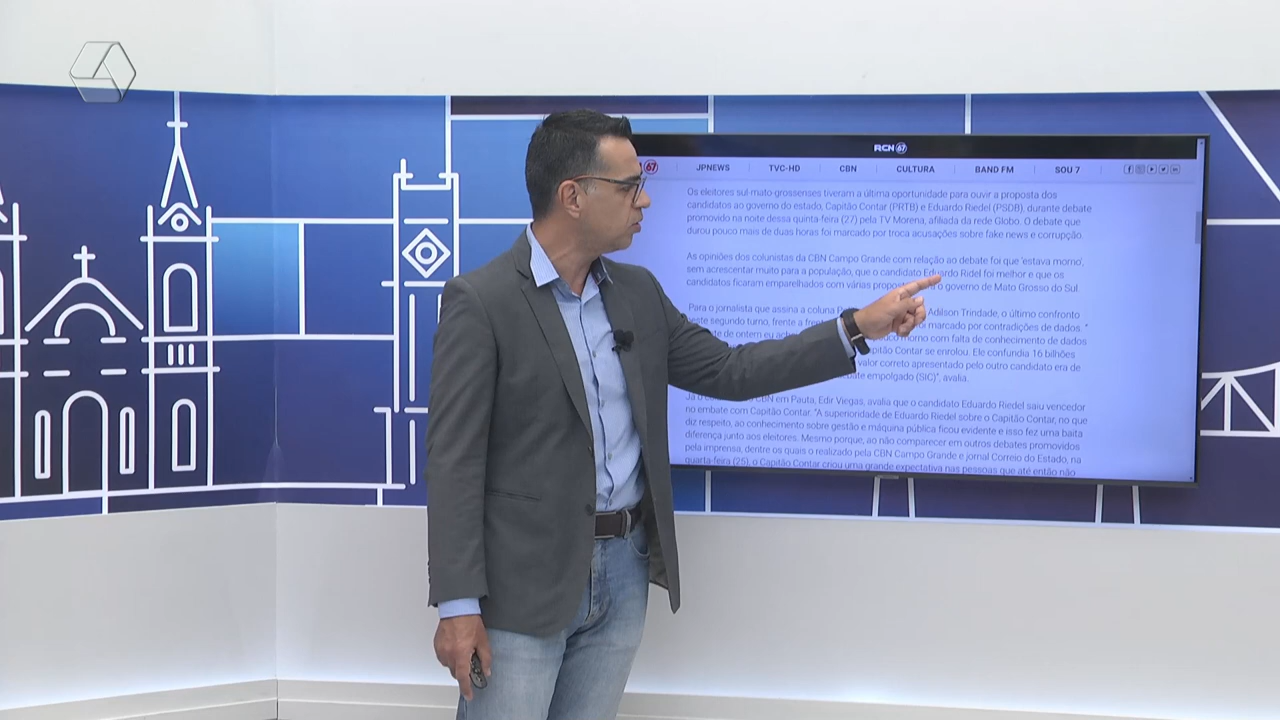 RCN 67
67 JPNEWS TVC-HD CBN CULTURA BAND FM SOU 7
Os eleitores sul-mato-grossenses tiveram a última oportunidade para ouvir a proposta dos
candidatos ao governo do estado, Capitão Contar (PRTB) e Eduardo Riedel (PSDB), durante debate
promovido na noite dessa quinta-feira (27) pela TV Morena, afiliada da rede Globo. O debate que
durou pouco mais de duas horas foi marcado por troca acusações sobre fake news e corrupção.
As opiniões dos colunistas da CBN Campo Grande com relação ao debate foi que 'estava morno',
sem acrescentar muito para a população, que o candidato Eduardo Ridel foi melhor e que os
candidatos ficaram emparelhados com várias o governo de Mato Grosso do Sul.
Para o jornalista que assina a coluna Adilson Trindade, o último confronto
neste segundo turno, frente a foi marcado por contradições de dados. "
de ontem eu morno com falta de conhecimento de dados
Capitão Contar se enrolou. Ele confundia 16 bilhões
valor correto apresentado pelo outro candidato era de
debate empolgado (SIC)", avalia.
Já o CBN em Pauta, Edir Viegas, avalia que o candidato Eduardo Riedel saiu vencedor
no embate com Capitão Contar. "A superioridade de Eduardo Riedel sobre o Capitão Contar, no que
diz respeito, ao conhecimento sobre gestão e máquina pública ficou evidente e isso fez uma baita
diferença junto aos eleitores. Mesmo porque, ao não comparecer em outros debates promovidos
pela imprensa, dentre os quais o realizado pela CBN Campo Grande e jornal Correio do Estado, na
quarta-feira (25), o Capitão Contar criou uma grande expectativa nas pessoas que até então não